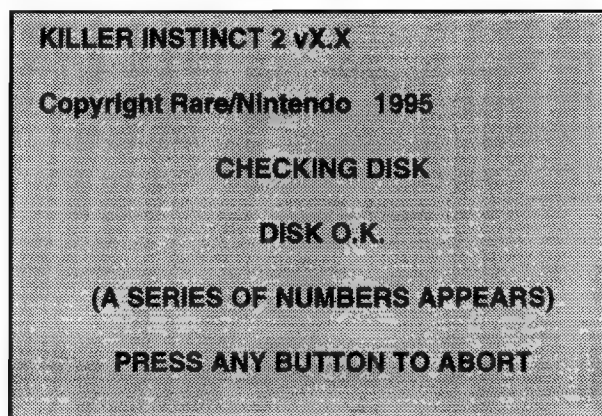 KILLER INSTINCT 2 vX.X
Copyright Rare/Nintendo 1995
CHECKING DISK
DISK O.K.
(A SERIES OF NUMBERS APPEARS)
PRESS ANY BUTTON TO ABORT